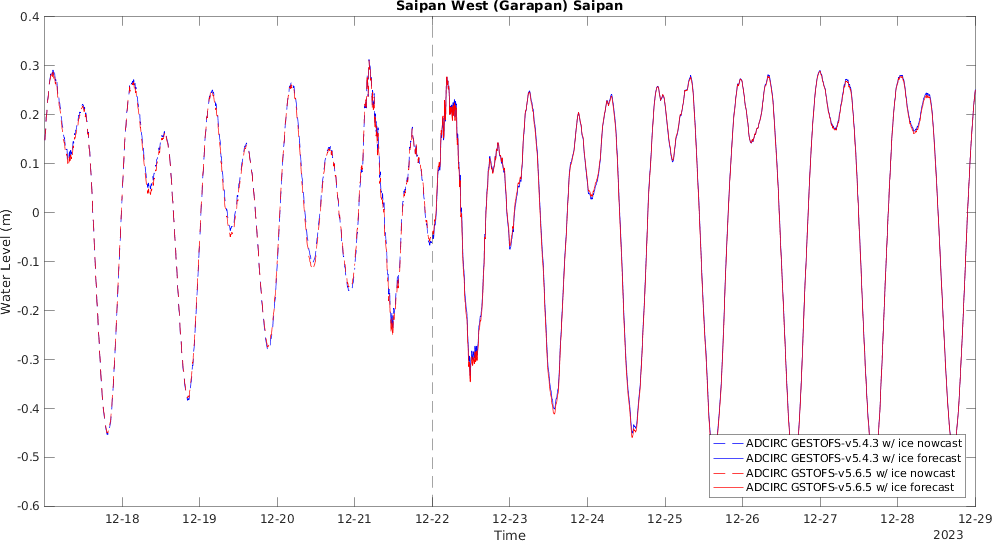 Saipan West (Garapan) Saipan
0.4
0.3
0.2
0.1
0
-0.1
-0.2
-0.3
-0.4
-0.5
-0.6
Water Level (m)
ADCIRC GESTOFS-v5.4.3 w/ ice nowcast
ADCIRC GESTOFS-v5.4.3 w/ ice forecast
ADCIRC GSTOFS-v5.6.5 w/ ice nowcast
ADCIRC GSTOFS-v5.6.5 w/ ice forecast
12-18 12-19 12-20 12-21 12-22 12-23 12-24 12-25 12-26 12-27 12-28 12-29
Time
2023